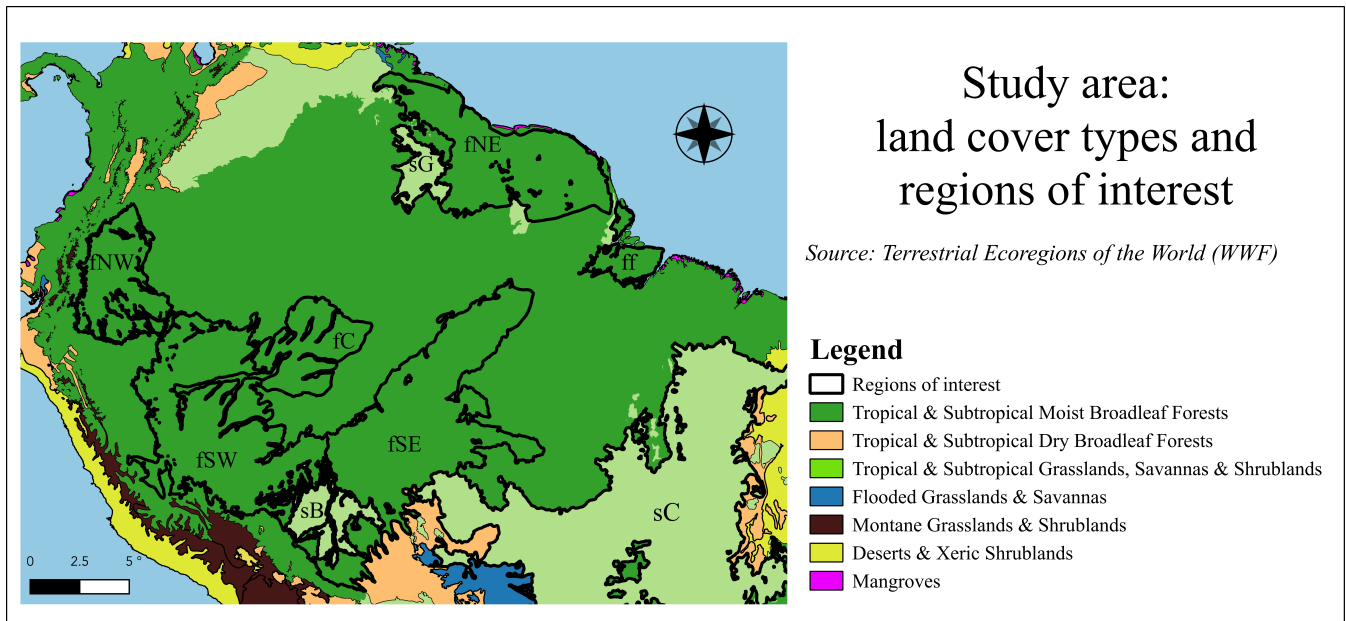 Study area:
land cover types and
regions of interest
Source: Terrestrial Ecoregions of the World (WWF)
fNE
sG
fNW
ff
fC
fSE
fSW
sB
sC
0 2.5 5 °
Legend
Regions of interest
Tropical & Subtropical Moist Broadleaf Forests
Tropical & Subtropical Dry Broadleaf Forests
Tropical & Subtropical Grasslands, Savannas & Shrublands
Flooded Grasslands & Savannas
Montane Grasslands & Shrublands
Deserts & Xeric Shrublands
Mangroves